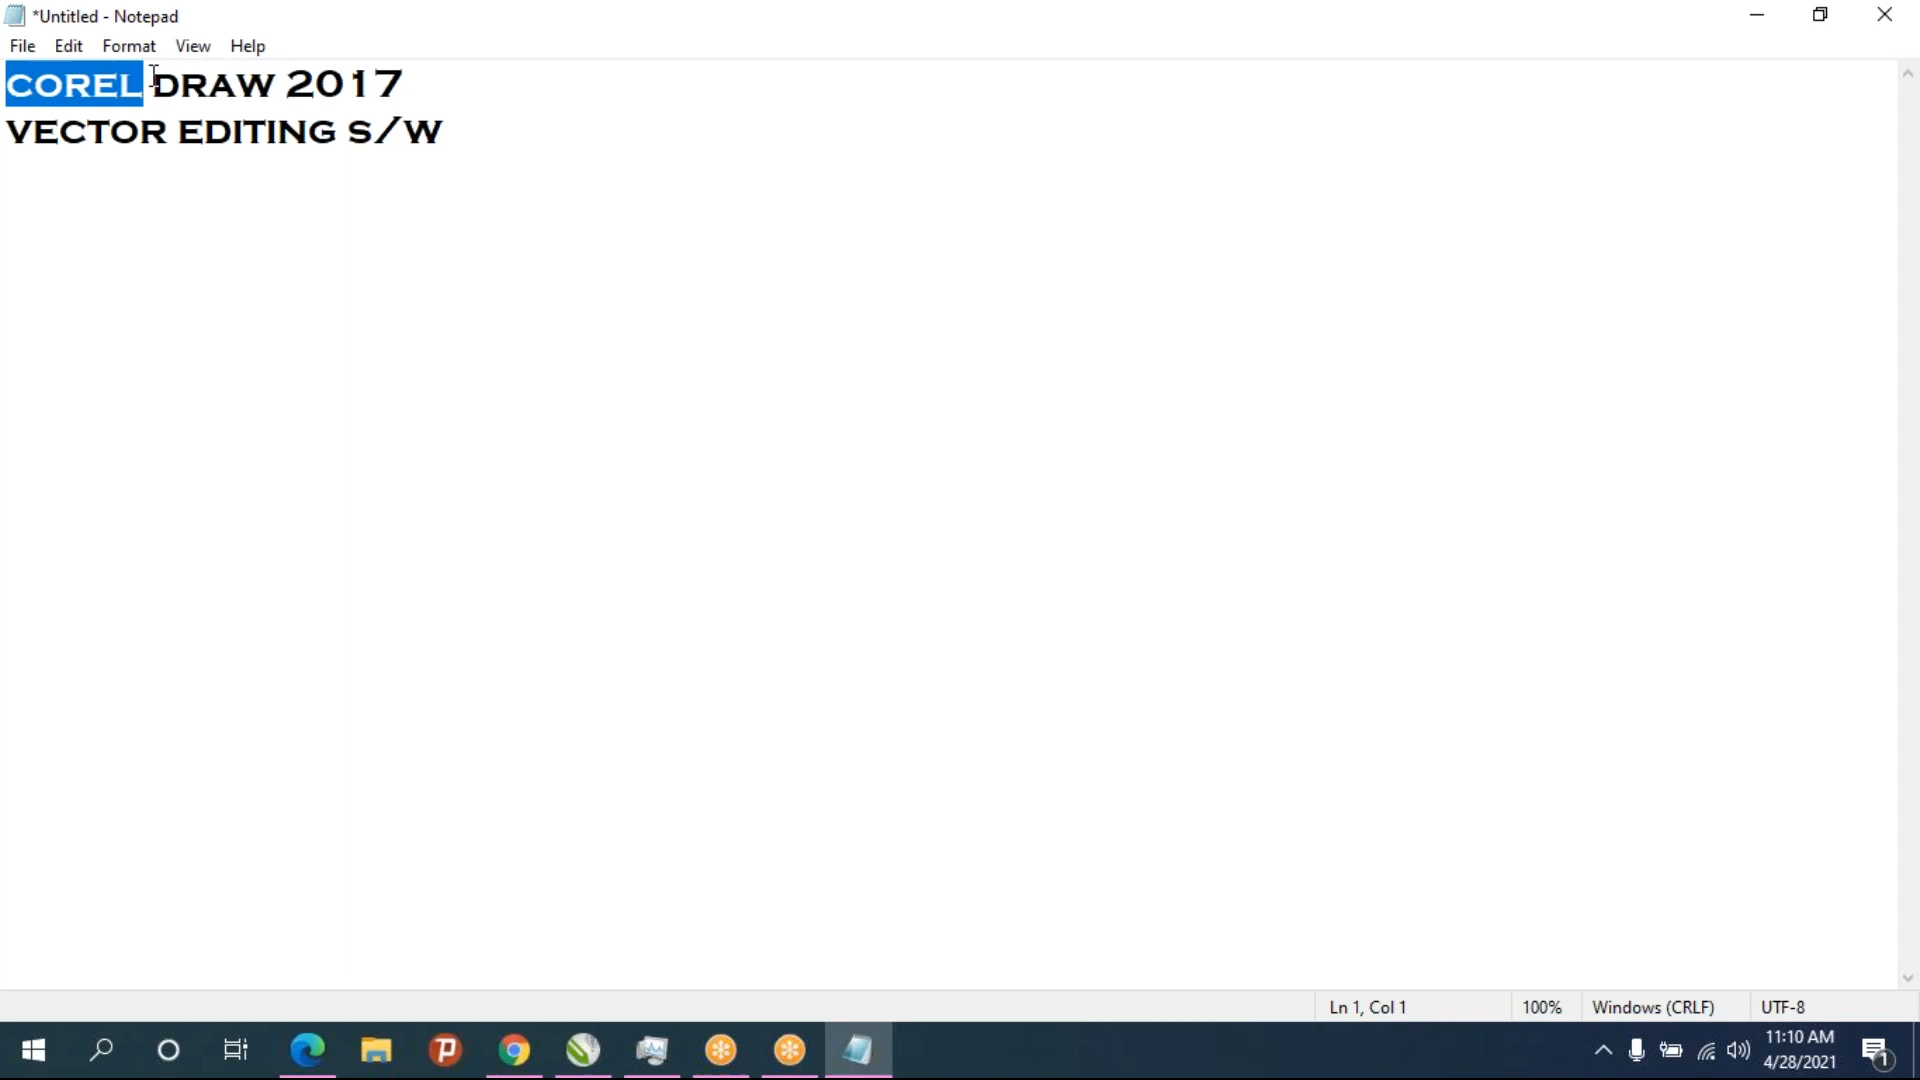 *Untitled - Notepad
File Edit Format View Help
COREL DRAW 2017
VECTOR EDITING S/W
Ln 1, Col 1 100% Windows (CRLF) UTF-8
11:10 AM
4/28/2021
1